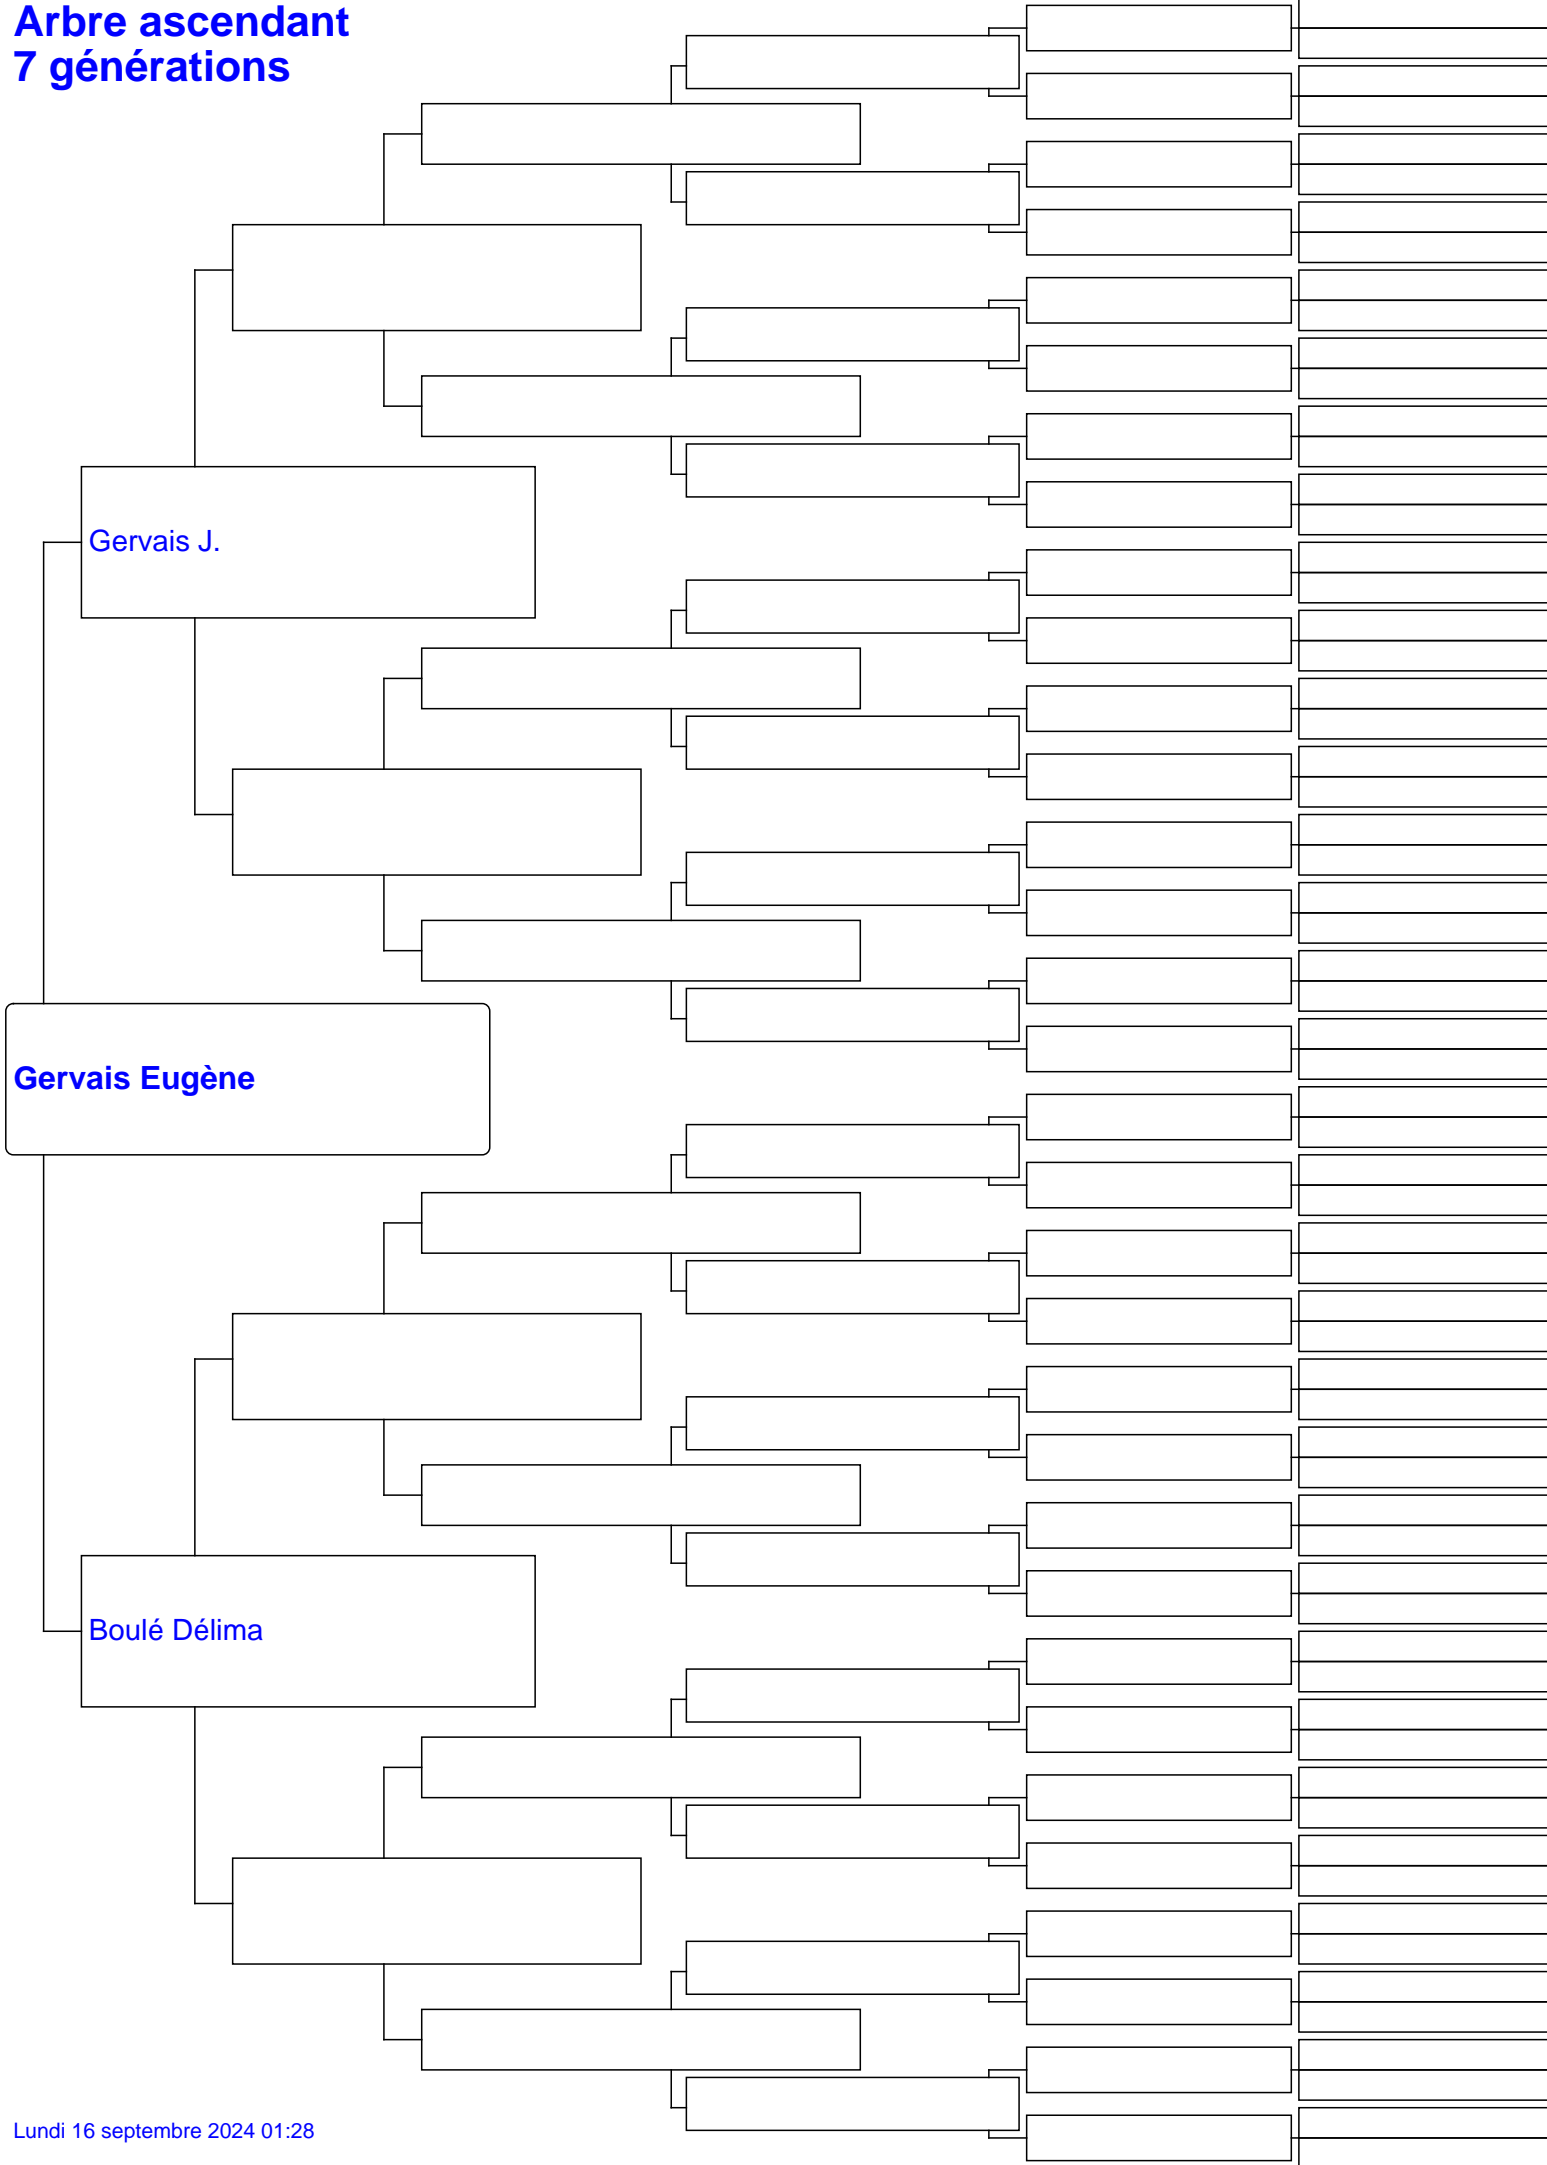 Arbre ascendant
7 générations
Gervais J.
Gervais Eugène
Boulé Délima
Lundi 16 septembre 2024 01:28